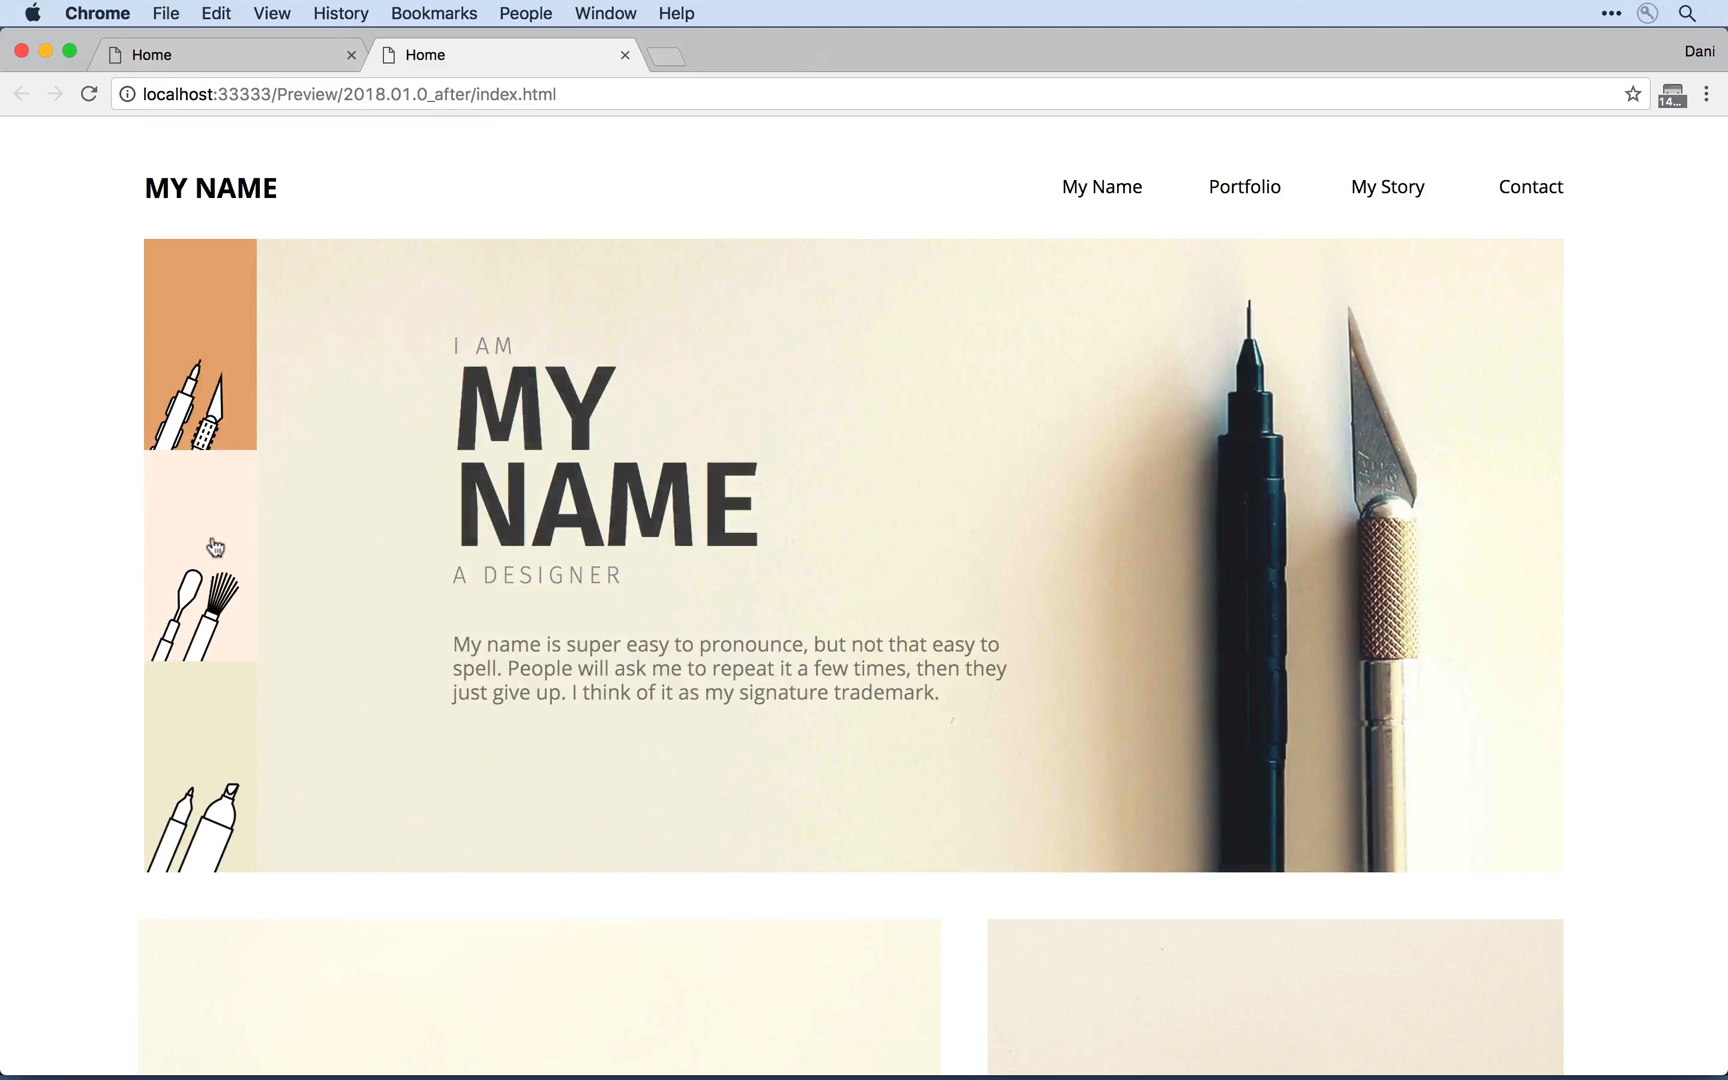 Chrome File Edit View History Bookmarks People Window Help
Home Home Dani
localhost:33333/Preview/2018.01.0_after/index.html
14...
MY NAME
My Name Portfolio My Story Contact
I AM
MY
NAME
A DESIGNER
My name is super easy to pronounce, but not that easy to
spell. People will ask me to repeat it a few times, then they
just give up. I think of it as my signature trademark.